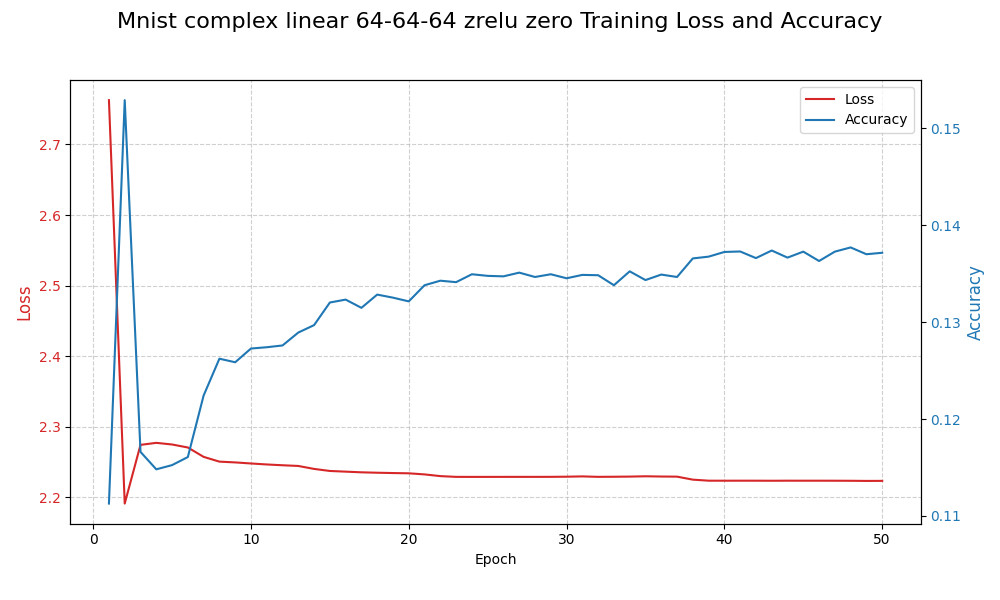 Mnist complex linear 64-64-64 zrelu zero Training Loss and Accuracy
Loss
Accuracy
2.7
2.6
2.5
2.4
2.3
2.2
Loss
0.15
0.14
0.13
0.12
0.11
Accuracy
0 10 20 30 40 50
Epoch